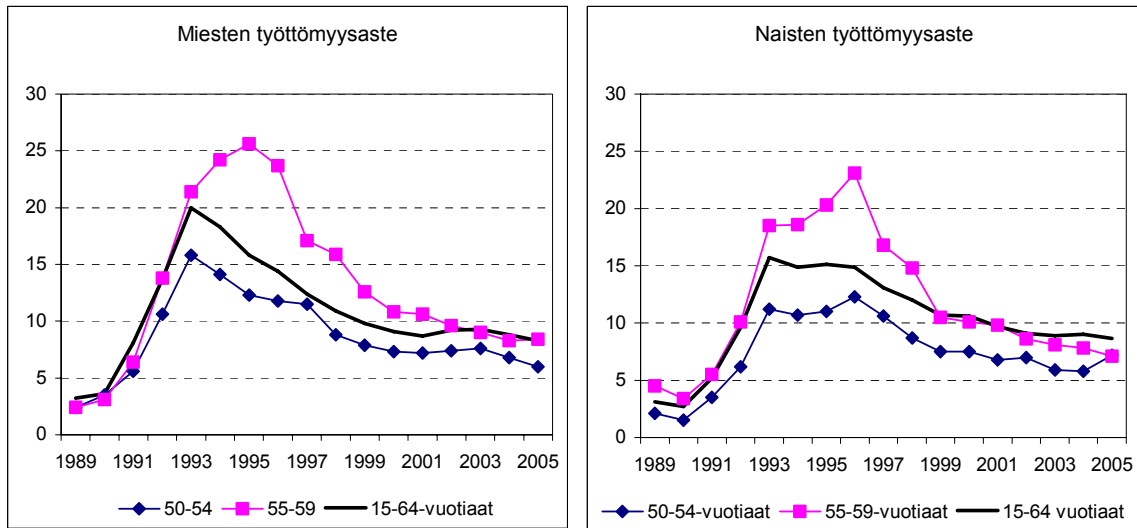 Miesten työttömyysaste
30
25
20
15
10
5
0
1989 1991 1993 1995 1997 1999 2001 2003 2005
50-54 55-59 15-64-vuotiaat
Naisten työttömyysaste
30
25
20
15
10
5
0
1989 1991 1993 1995 1997 1999 2001 2003 2005
50-54-vuotiaat 55-59-vuotiaat 15-64 vuotiaat